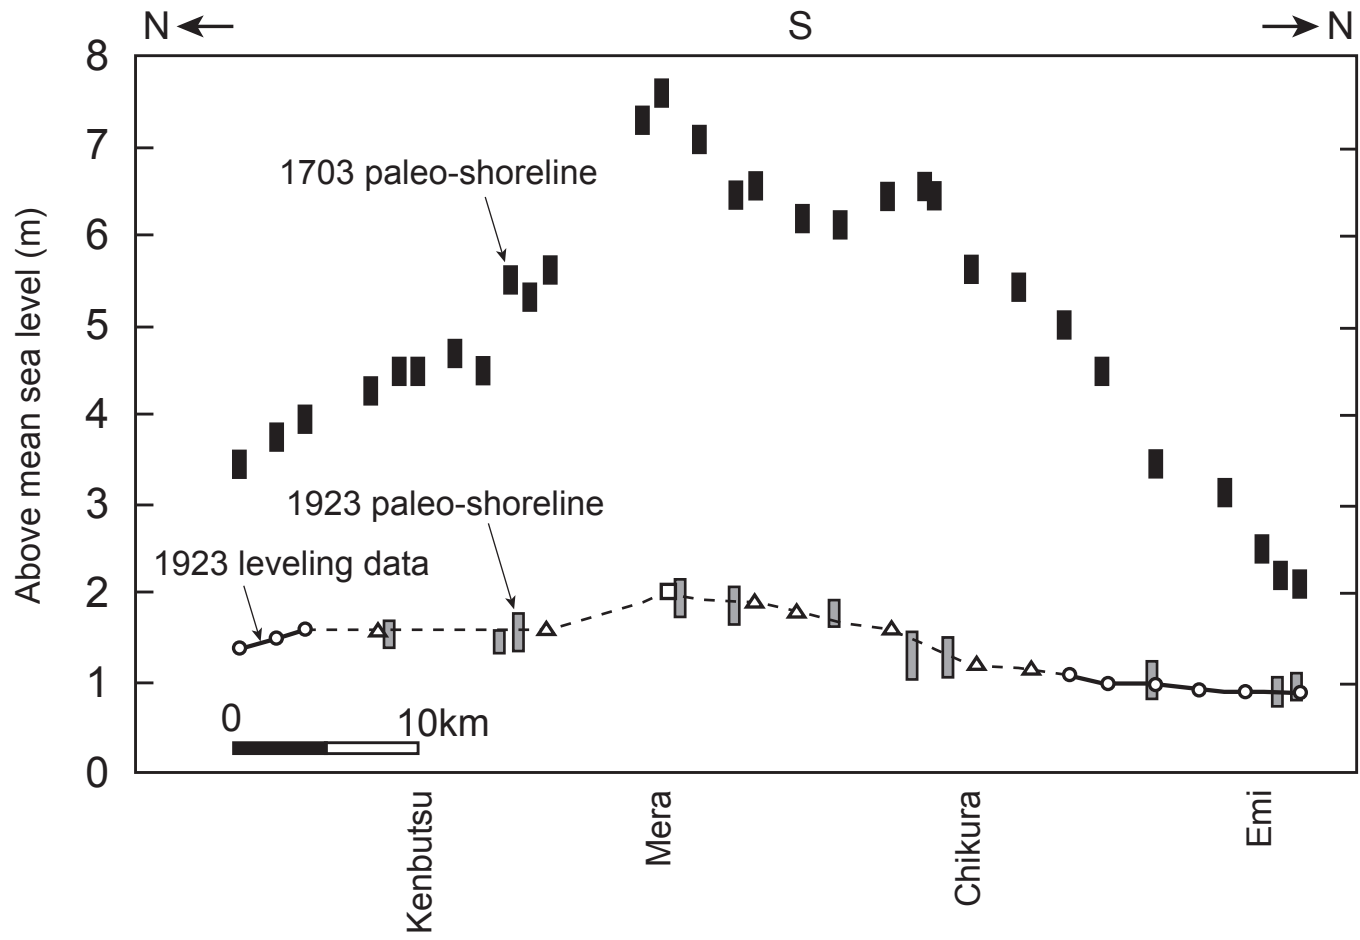 N
S
N
8
7
6
5
4
3
2
1
0
Above mean sea level (m)
1703 paleo-shoreline
1923 paleo-shoreline
1923 leveling data
0
10km
Kenbutsu
Mera
Chikura
Emi